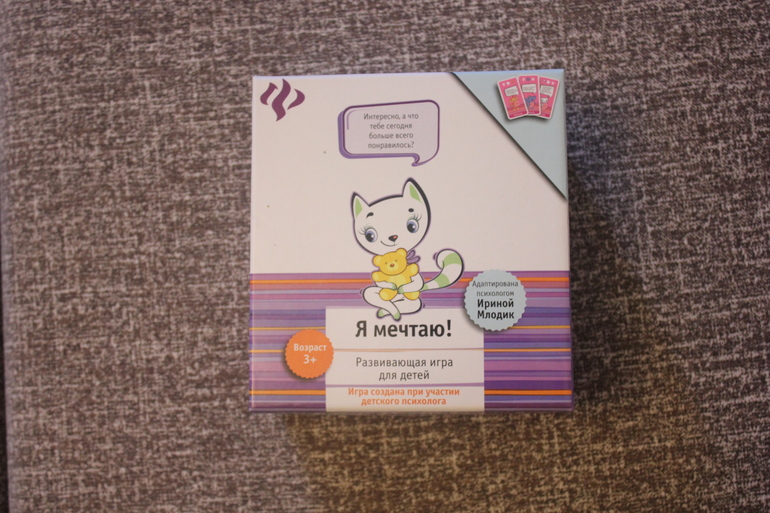 Интересно, а что
тебе сегодня
больше всего
понравилось?
Адаптирована
психологом
Ириной
Млодик
Я мечтаю!
Возраст
3+
Развивающая игра
для детей
Игра создана при участии
детского психолога